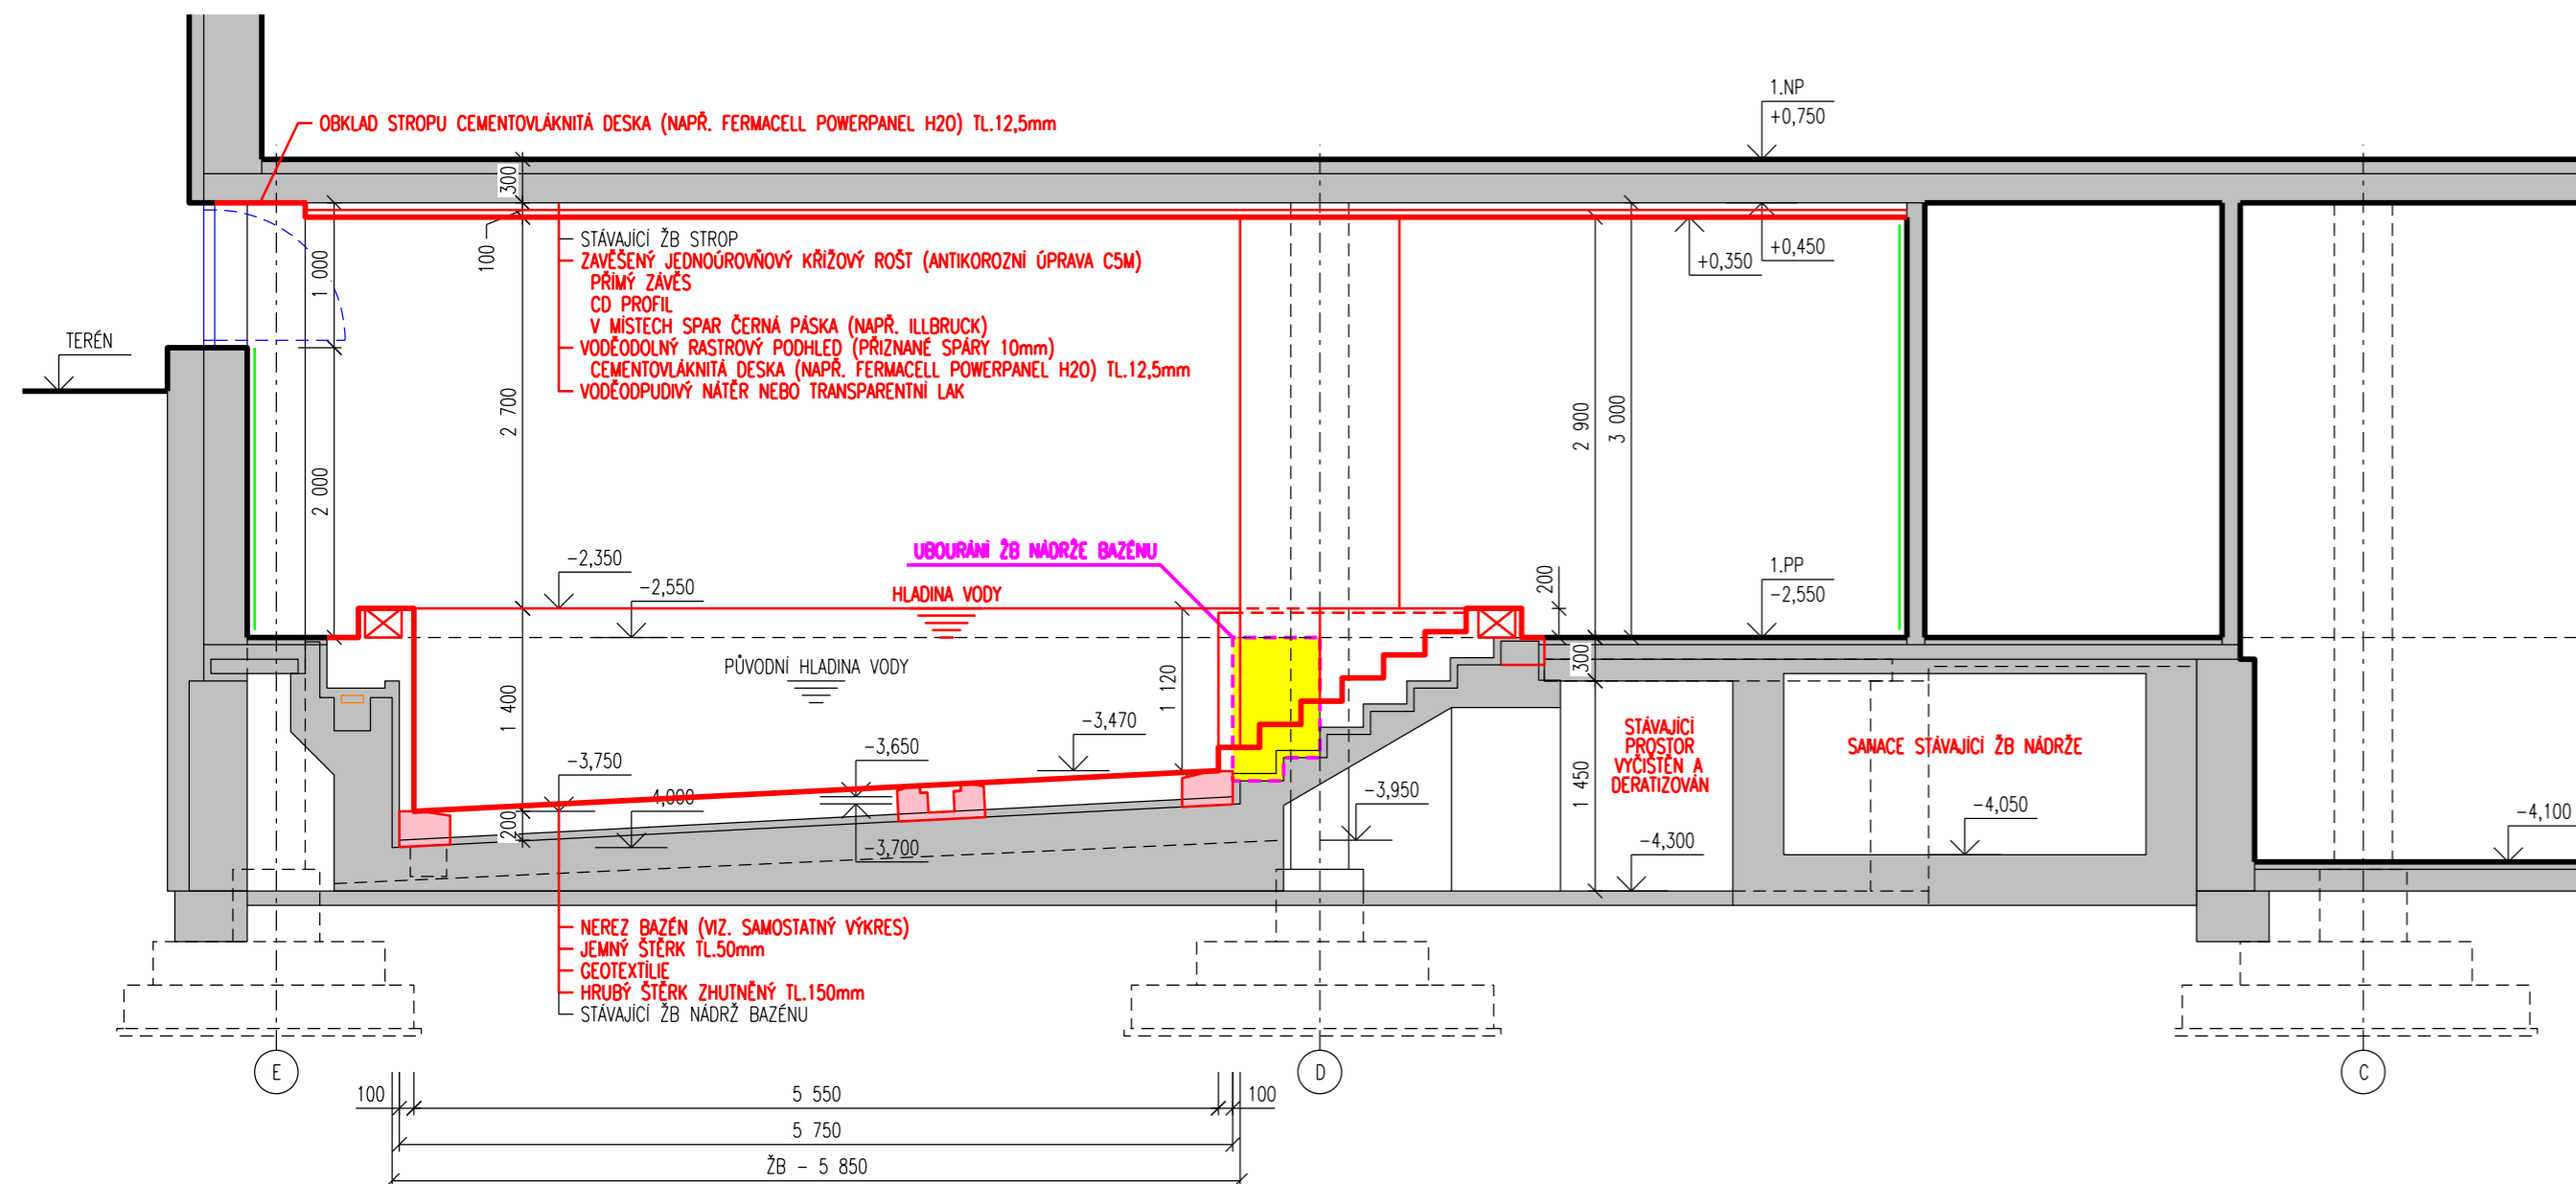 1.NP
+0,750
OBKLAD STROPU CEMENTOVLÁKNITÁ DESKA (NAPŘ. FERMACELL POWERPANEL H2O) TL.12,5mm
300
100
STÁVAJÍCÍ ŽB STROP
ZAVĚŠENÝ JEDNOÚROVŇOVÝ KŘÍŽOVÝ ROŠT (ANTIKOROZNÍ ÚPRAVA C5M)
PŘÍMÝ ZÁVĚS
CD PROFIL
V MÍSTECH SPAR ČERNÁ PÁSKA (NAPŘ. ILLBRUCK)
VODĚODOLNÝ RASTROVÝ PODHLED (PŘIZNANÉ SPÁRY 10mm)
CEMENTOVLÁKNITÁ DESKA (NAPŘ. FERMACELL POWERPANEL H2O) TL.12,5mm
VODĚODPUDIVÝ NÁTĚR NEBO TRANSPARENTNÍ LAK
+0,350
+0,450
1 000
TERÉN
2 700
2 900
3 000
2 000
UBOURÁNÍ ŽB NÁDRŽE BAZÉNU
-2,350
-2,550
HLADINA VODY
200
1.PP
-2,550
PŮVODNÍ HLADINA VODY
300
1 400
1 120
-3,470
-3,650
-3,750
-4,000
200
-3,700
-3,950
1 450
STÁVAJÍCÍ
PROSTOR
VYČISTĚN A
DERATIZOVÁN
-4,300
SANACE STÁVAJÍCÍ ŽB NÁDRŽE
-4,050
-4,100
NEREZ BAZÉN (VIZ. SAMOSTATNÝ VÝKRES)
JEMNÝ ŠTĚRK TL.50mm
GEOTEXTÍLIE
HRUBÝ ŠTĚRK ZHUTNĚNÝ TL.150mm
STÁVAJÍCÍ ŽB NÁDRŽ BAZÉNU
E
D
C
100
5 550
100
5 750
ŽB - 5 850